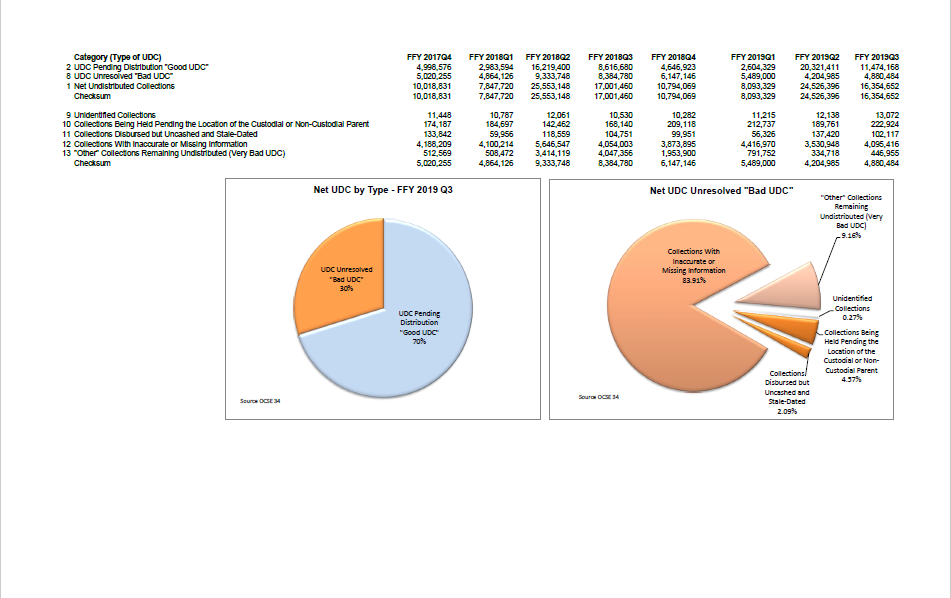 Category (Type of UDC) FFY 2017Q4 FFY 2018Q1 FFY 2018Q2 FFY 2018Q3 FFY 2018Q4 FFY 2019Q1 FFY 2019Q2 FFY 2019Q3
2 UDC Pending Distribution "Good UDC" 4,998,576 2,983,594 16,219,400 8,616,680 4,646,923 2,604,329 20,321,411 11,474,168
8 UDC Unresolved "Bad UDC" 5,020,255 4,864,126 9,333,748 8,384,780 6,147,146 5,489,000 4,204,985 4,880,484
1 Net Undistributed Collections 10,018,831 7,847,720 25,553,148 17,001,460 10,794,069 8,093,329 24,526,396 16,354,652
Checksum 10,018,831 7,847,720 25,553,148 17,001,460 10,794,069 8,093,329 24,526,396 16,354,652
9 Unidentified Collections 11,448 10,787 12,061 10,530 10,282 11,215 12,138 13,072
10 Collections Being Held Pending the Location of the Custodial or Non-Custodial Parent 174,187 184,697 142,462 168,140 209,118 212,737 189,761 222,924
11 Collections Disbursed but Uncashed and Stale-Dated 133,842 59,956 118,559 104,751 99,951 56,326 137,420 102,117
12 Collections With Inaccurate or Missing Information 4,188,209 4,100,214 5,646,547 4,054,003 3,873,895 4,416,970 3,530,948 4,095,416
13 "Other" Collections Remaining Undistributed (Very Bad UDC) 512,569 508,472 3,414,119 4,047,356 1,953,900 791,752 334,718 446,955
Checksum 5,020,255 4,864,126 9,333,748 8,384,780 6,147,146 5,489,000 4,204,985 4,880,484
Net UDC by Type - FFY 2019 Q3
UDC Unresolved
"Bad UDC"
30%
UDC Pending
Distribution
"Good UDC"
70%
Source OCSE 34
Net UDC Unresolved "Bad UDC"
"Other" Collections
Remaining
Undistributed (Very
Bad UDC)
9.16%
Collections With
Inaccurate or
Missing Information
83.91%
Unidentified
Collections
0.27%
Collections Being
Held Pending the
Location of the
Custodial or Non-
Custodial Parent
4.57%
Collections
Disbursed but
Uncashed and
Stale-Dated
2.09%
Source OCSE 34